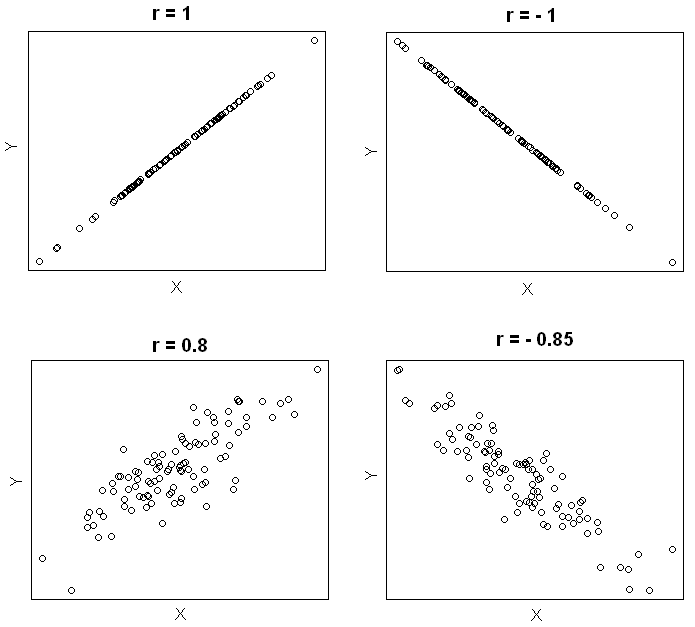 r = 1
r = - 1
Y
Y
X
X
r = 0.8
r = - 0.85
Y
Y
X
X